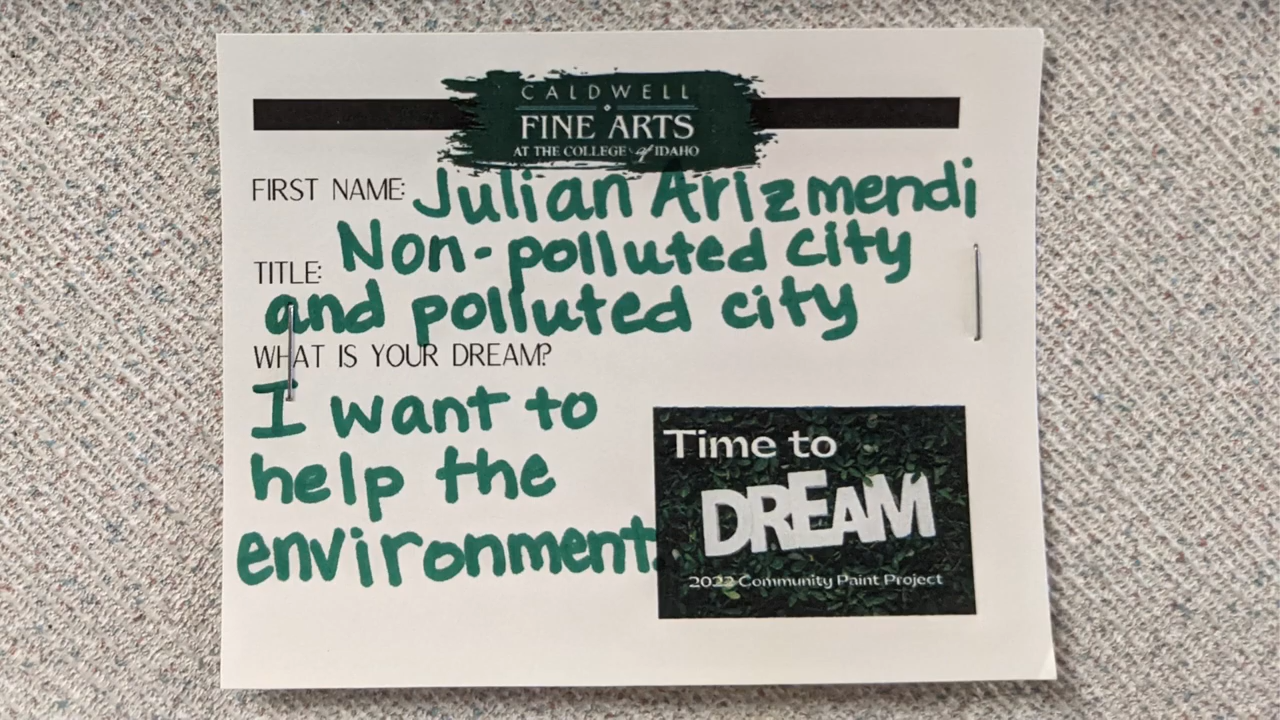 CALDWELL
FINE ARTS
AT THE COLLEGE of IDAHO
FIRST NAME: Julian Arizmendi
TITLE: Non-polluted city
and polluted city
WHAT IS YOUR DREAM?
I want to
help the
environment.
Time to
DREAM
2022 Community Paint Project